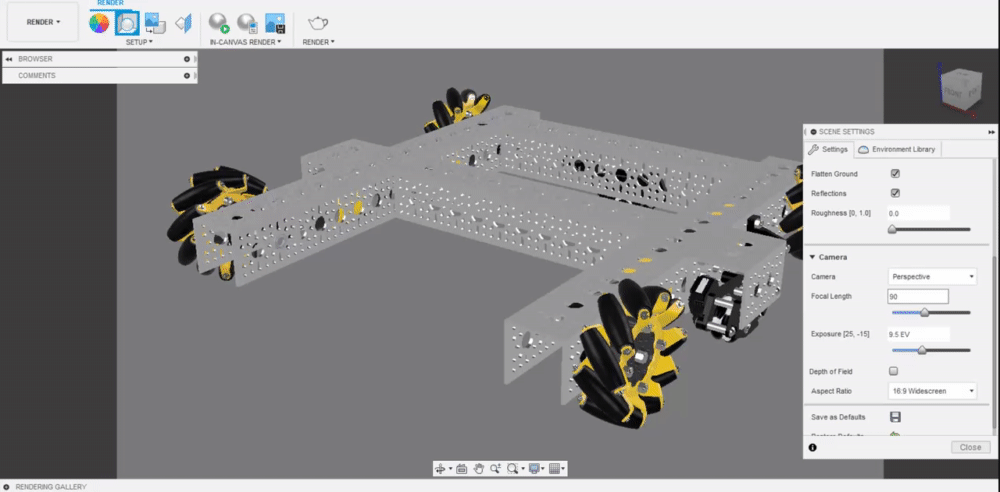 RENDER
RENDER
SETUP
IN-CANVAS RENDER
RENDER
BROWSER
COMMENTS
SCENE SETTINGS
Settings
Environment Library
Flatten Ground
Reflections
Roughness [0, 1.0]
0.0
Camera
Camera
Perspective
Focal Length
90
Exposure [25, -15]
9.5 EV
Depth of Field
Aspect Ratio
16:9 Widescreen
Save as Defaults
Close
RENDERING GALLERY